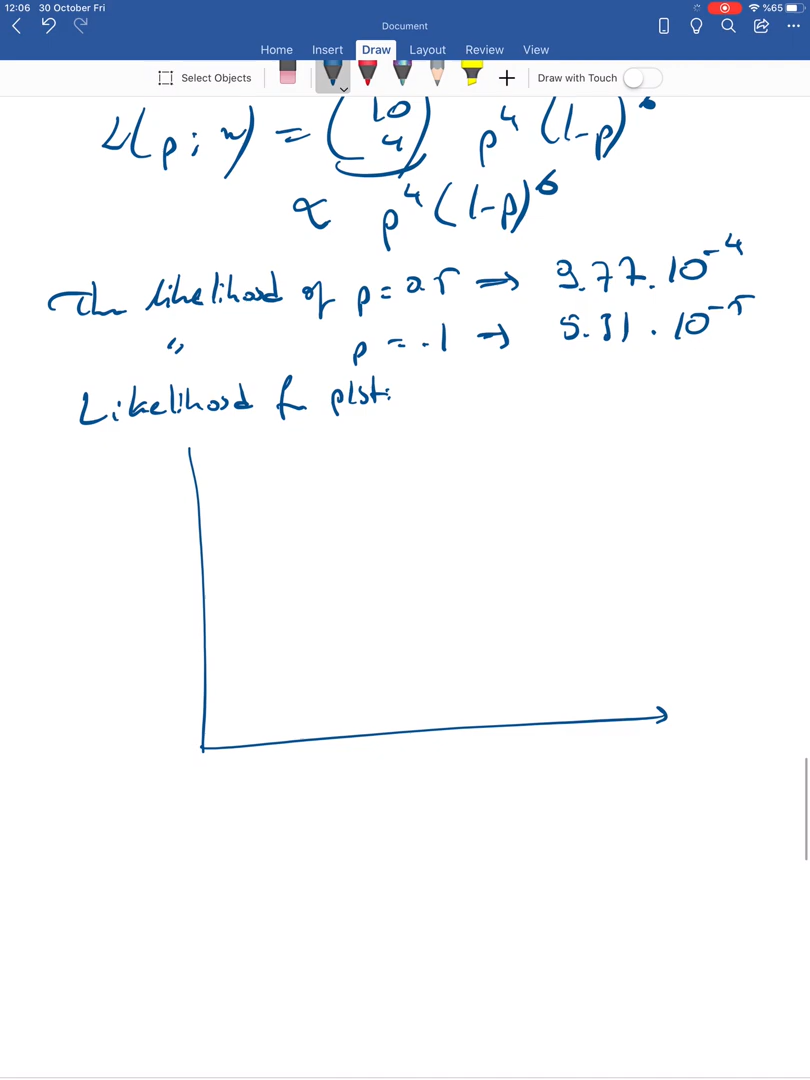 12:06 30 October Fri %65
Document
Home Insert Draw Layout Review View
Select Objects Draw with Touch
L(p; x) = (10 4) p^4 (1-p)^6
∝ p^4 (1-p)^6
The likelihood of p = 0.5 → 9.77 . 10^-4
" p = .1 → 5.31 . 10^-5
Likelihood fn plot: